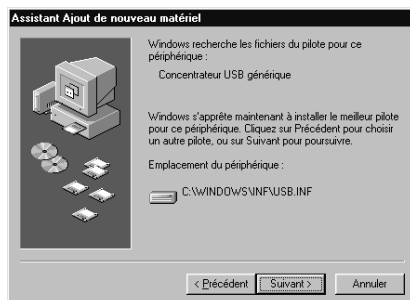 Assistant Ajout de nouveau matériel
Windows recherche les fichiers du pilote pour ce
périphérique :
Concentrateur USB générique
Windows s'apprête maintenant à installer le meilleur pilote
pour ce périphérique. Cliquez sur Précédent pour choisir
un autre pilote, ou sur Suivant pour poursuivre.
Emplacement du périphérique :
C:\WINDOWS\INF\USB.INF
< Précédent
Suivant >
Annuler